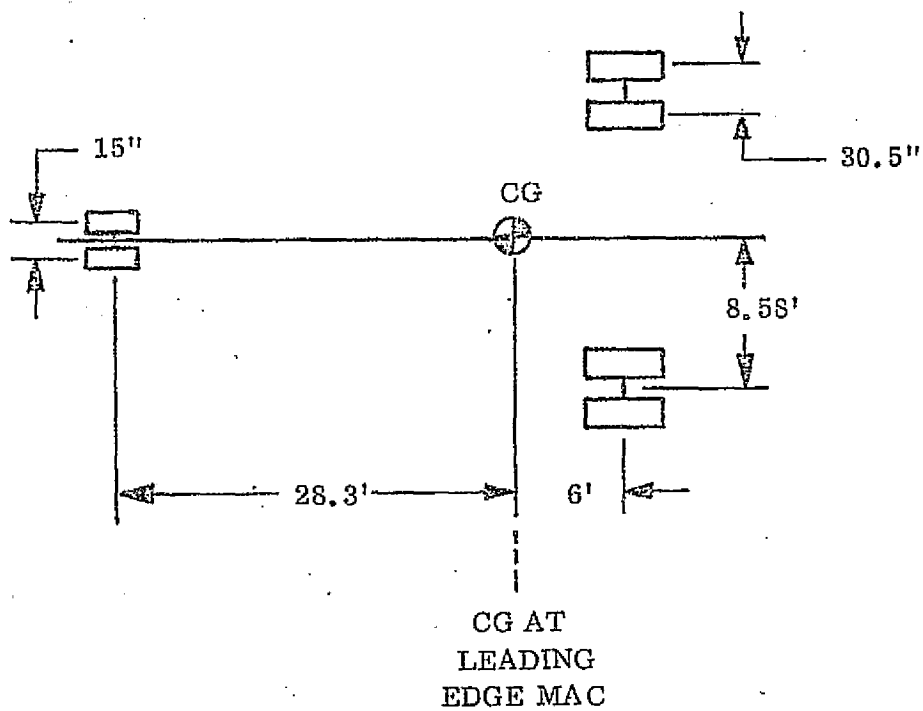 15"
30.5"
CG
8.58'
28.3'
6'
CG AT
LEADING
EDGE MAC